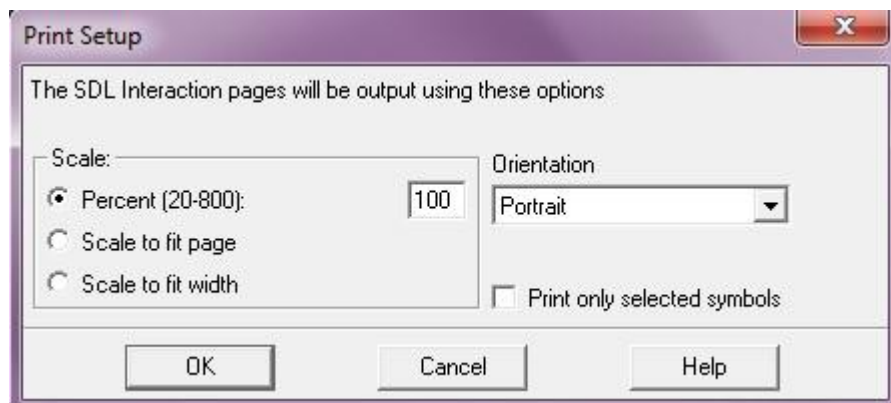 Print Setup
The SDL Interaction pages will be output using these options
Scale:
Percent (20-800):
100
Scale to fit page
Scale to fit width
Orientation
Portrait
Print only selected symbols
OK
Cancel
Help